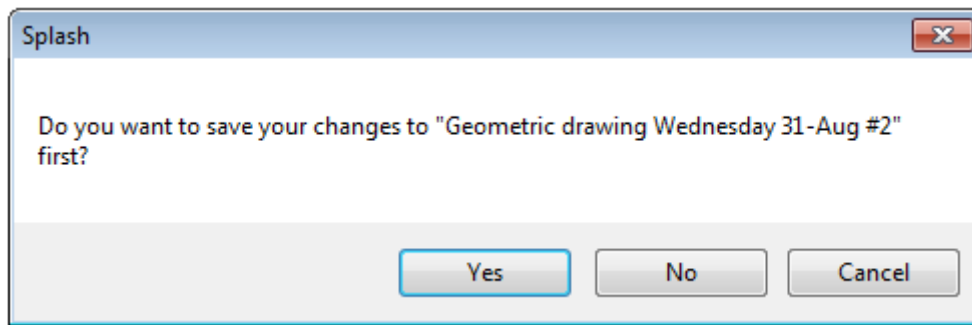 Splash
Do you want to save your changes to "Geometric drawing Wednesday 31-Aug #2"
first?
Yes
No
Cancel